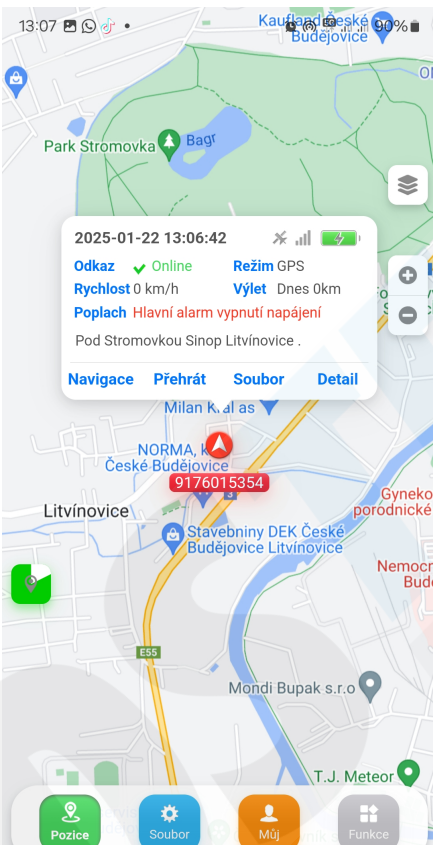 13:07
90%
Kaufland České
Budějovice
Park Stromovka
Bagr
2025-01-22 13:06:42
Odkaz Online Režim GPS
Rychlost 0 km/h Výlet Dnes 0km
Poplach Hlavní alarm vypnutí napájení
Pod Stromovkou Sinop Litvínovice .
Navigace Přehrát Soubor Detail
Milan Král as
NORMA, k
České Budějovice
9176015354
3
Litvínovice
Stavebniny DEK České
Budějovice Litvínovice
Gyneko
porodnické
Nemocn
Budě
E55
Mondi Bupak s.r.o
T.J. Meteor
Pozice Soubor Můj Funkce